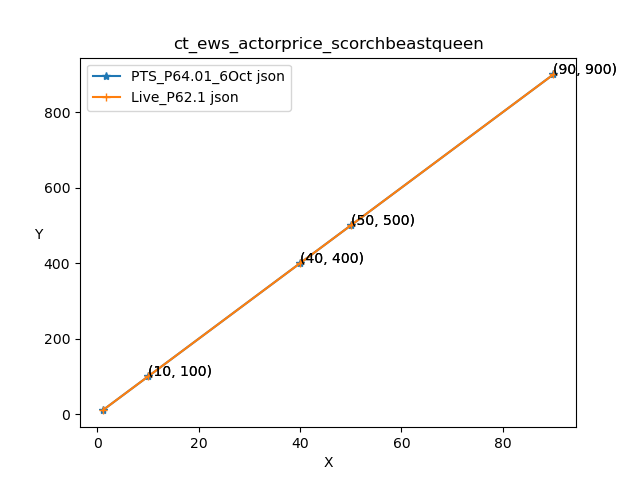 ct_ews_actorprice_scorchbeastqueen
PTS_P64.01_6Oct json
Live_P62.1 json
(90, 900)
800
600
(50, 500)
Y
400
(40, 400)
200
(10, 100)
0
0 20 40 60 80
X